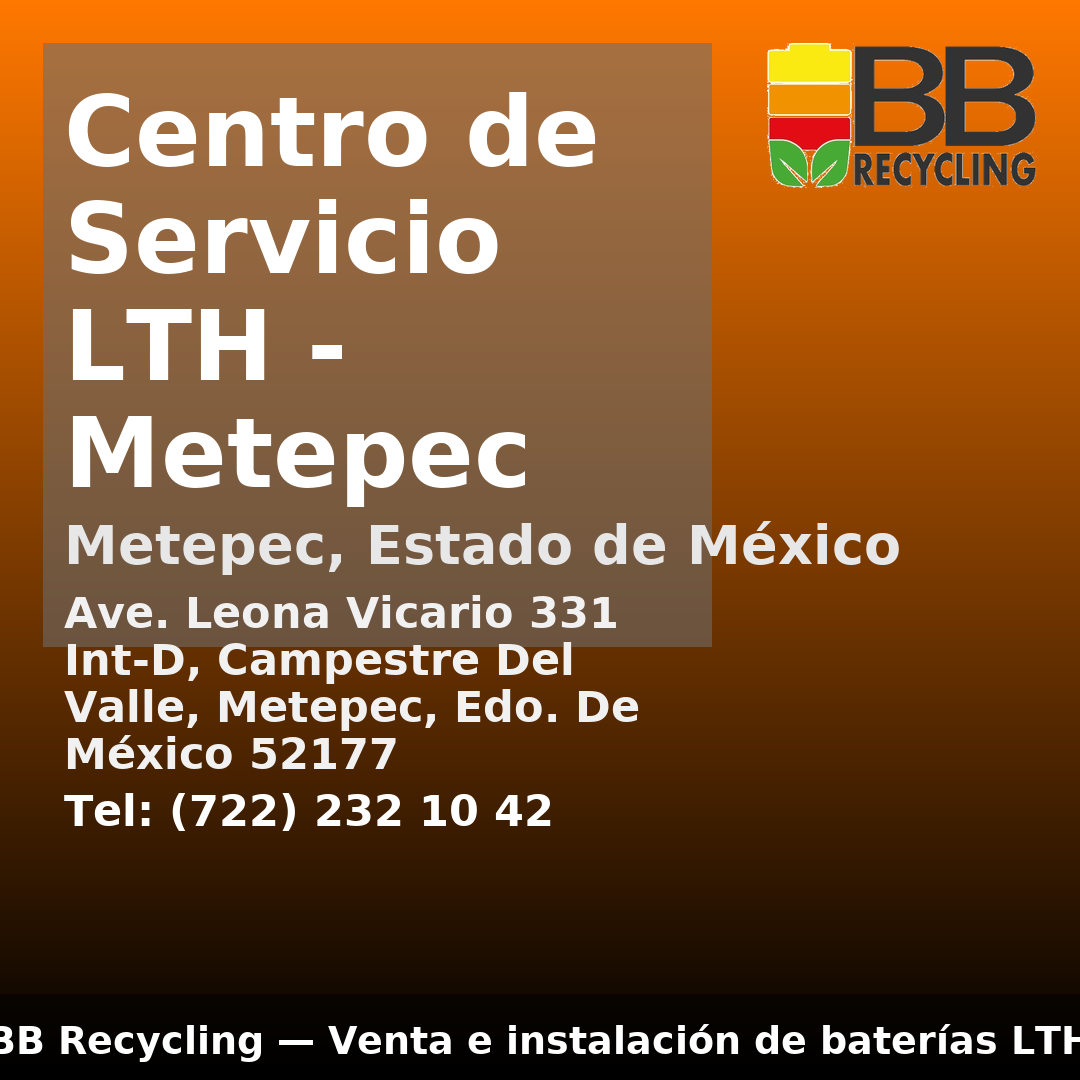 Centro de
Servicio
LTH -
Metepec
BB
RECYCLING
Metepec, Estado de México
Ave. Leona Vicario 331
Int-D, Campestre Del
Valle, Metepec, Edo. De
México 52177
Tel: (722) 232 10 42
BB Recycling — Venta e instalación de baterías LTH